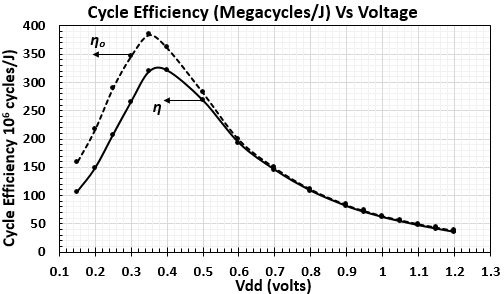 Cycle Efficiency (Megacycles/J) Vs Voltage
Cycle Efficiency 10⁶ cycles/J)
400
350
300
250
200
150
100
50
0
ηₒ
η
0.1 0.2 0.3 0.4 0.5 0.6 0.7 0.8 0.9 1 1.1 1.2 1.3
Vdd (volts)